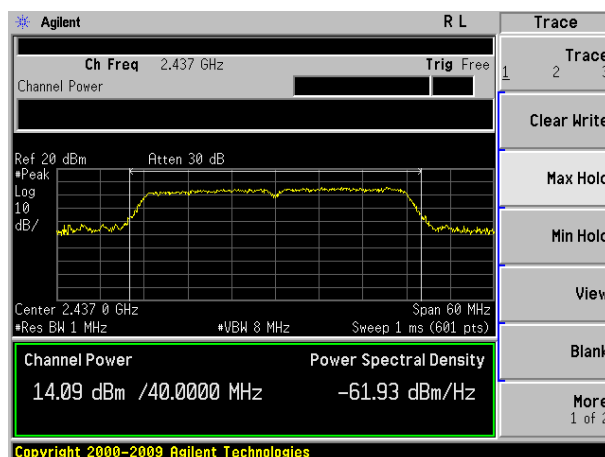 Agilent R L Trace
Ch Freq 2.437 GHz Trig Free
Channel Power
Trace
1 2 3
Clear Write
Ref 20 dBm Atten 30 dB
#Peak
Log
10
dB/
Max Hold
Min Hold
View
Center 2.437 0 GHz Span 60 MHz
#Res BW 1 MHz #VBW 8 MHz Sweep 1 ms (601 pts)
Blank
Channel Power Power Spectral Density
14.09 dBm /40.0000 MHz -61.93 dBm/Hz
More
1 of 2
Copyright 2000-2009 Agilent Technologies